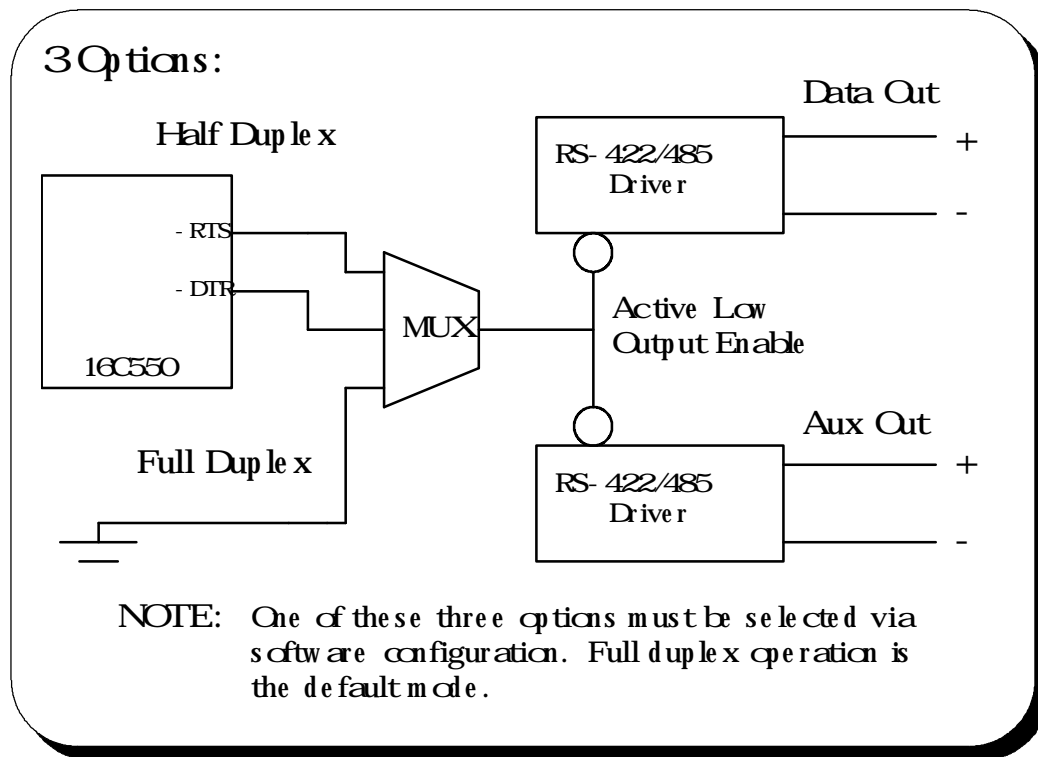 3 Options:
Half Duplex
- RTS
- DTR
16C550
MUX
Full Duplex
Data Out
RS-422/485
Driver
+
-
Active Low
Output Enable
Aux Out
RS-422/485
Driver
+
-
NOTE: One of these three options must be selected via
software configuration. Full duplex operation is
the default mode.